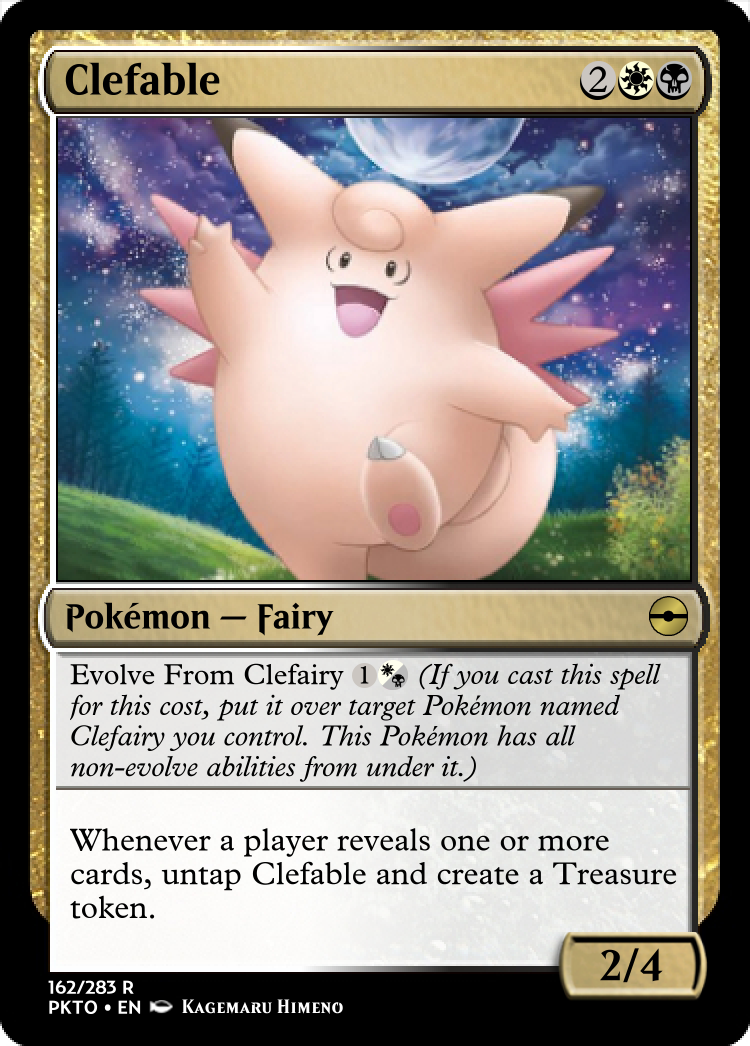 Clefable 2
Pokémon — Fairy
Evolve From Clefairy 1 (If you cast this spell
for this cost, put it over target Pokémon named
Clefairy you control. This Pokémon has all
non-evolve abilities from under it.)
Whenever a player reveals one or more
cards, untap Clefable and create a Treasure
token.
2/4
162/283 R
PKTO • EN Kagemaru Himeno